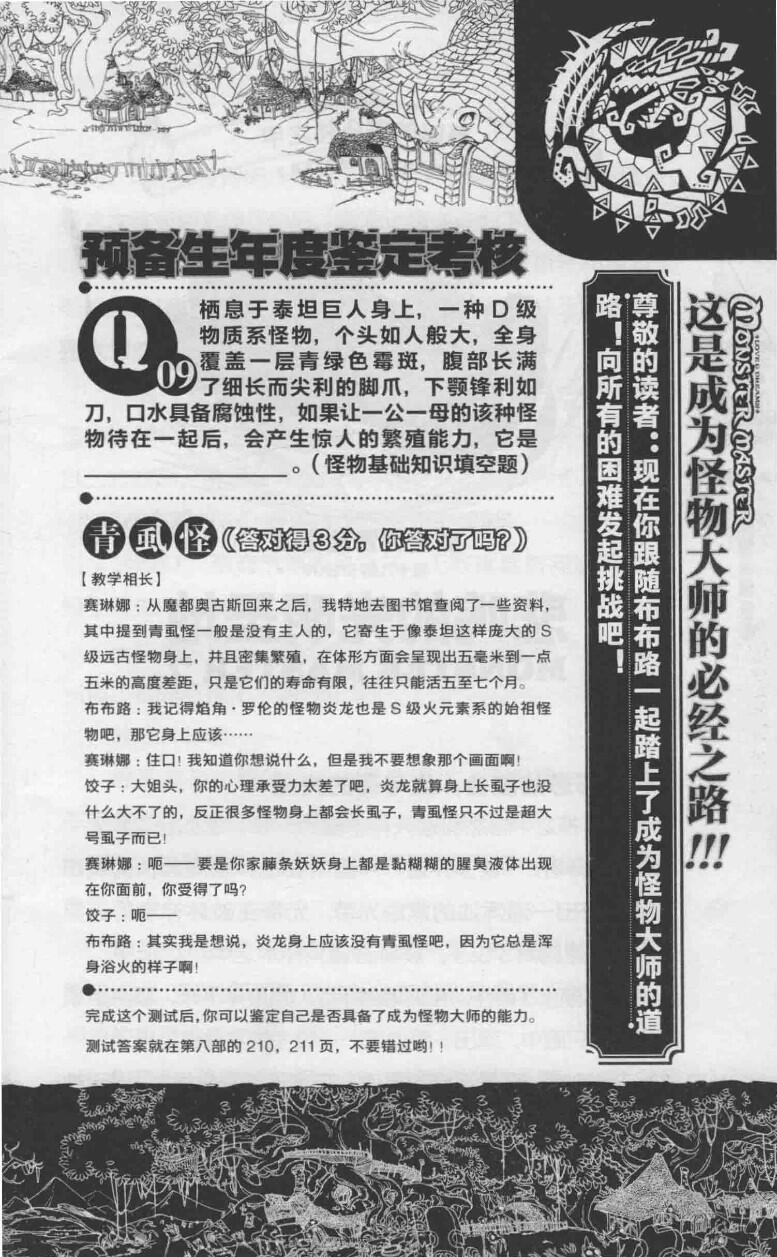 预备生年度鉴定考核
Q 09
栖息于泰坦巨人身上，一种D级
物质系怪物，个头如人般大，全身
覆盖一层青绿色霉斑，腹部长满
了细长而尖利的脚爪，下颚锋利如
刀，口水具备腐蚀性，如果让一公一母的该种怪
物待在一起后，会产生惊人的繁殖能力，它是
________________。（怪物基础知识填空题）
青虱怪（答对得3分，你答对了吗？）
【教学相长】
赛琳娜：从魔都奥古斯回来之后，我特地去图书馆查阅了一些资料，
其中提到青虱怪一般是没有主人的，它寄生于像泰坦这样庞大的S
级远古怪物身上，并且密集繁殖，在体形方面会呈现出五毫米到一点
五米的高度差距，只是它们的寿命有限，往往只能活五至七个月。
布布路：我记得焰角·罗伦的怪物炎龙也是S级火元素系的始祖怪
物吧，那它身上应该……
赛琳娜：住口！我知道你想说什么，但是我不要想象那个画面啊！
饺子：大姐头，你的心理承受力太差了吧，炎龙就算身上长虱子也没
什么大不了的，反正很多怪物身上都会长虱子，青虱怪只不过是超大
号虱子而已！
赛琳娜：呃——要是你家藤条妖妖身上都是黏糊糊的腥臭液体出现
在你面前，你受得了吗？
饺子：呃……
布布路：其实我是想说，炎龙身上应该没有青虱怪吧，因为它总是浑
身浴火的样子啊！
完成这个测试后，你可以鉴定自己是否具备了成为怪物大师的能力。
测试答案就在第八部的210，211页，不要错过哟！！
MONSTER MASTER
LOVE & DREAMS
这是成为怪物大师的必经之路!!!
尊敬的读者：现在你跟随布布路一起踏上了成为怪物大师的道
路！向所有的困难发起挑战吧！